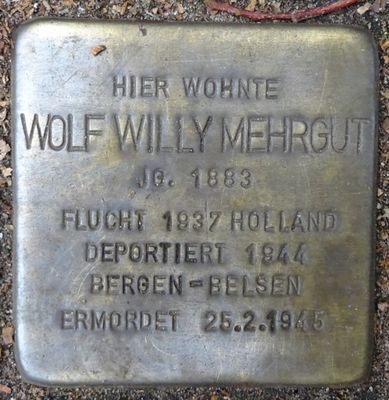 HIER WOHNTE
WOLF WILLY MEHRGUT
JG. 1883
FLUCHT 1937 HOLLAND
DEPORTIERT 1944
BERGEN-BELSEN
ERMORDET 25.2.1945